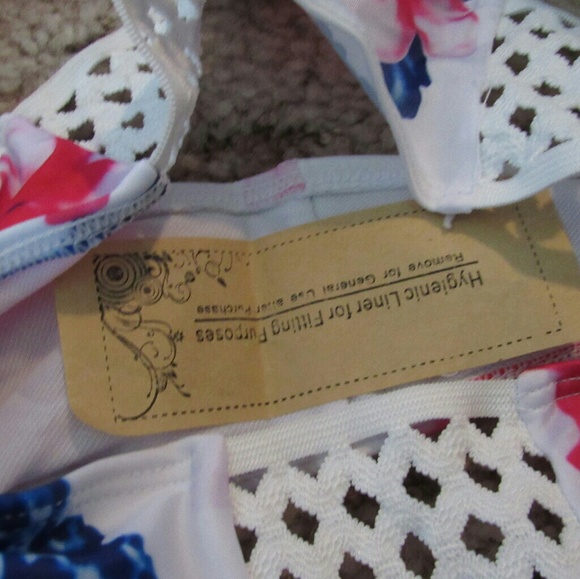 Hygienic Liner for Fitting Purposes
Remove for General Use after Purchase